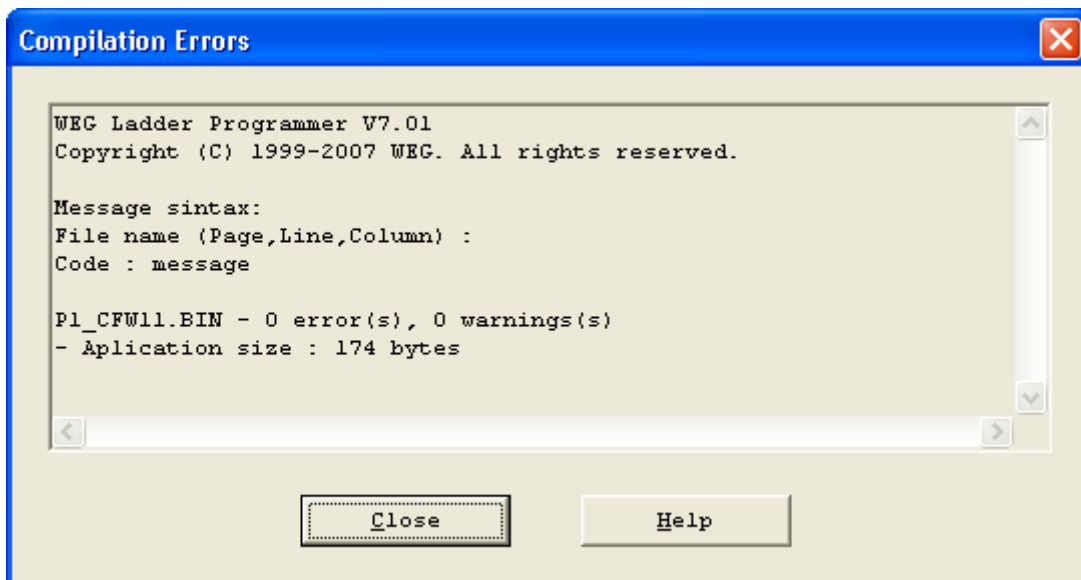 Compilation Errors
WEG Ladder Programmer V7.01
Copyright (C) 1999-2007 WEG. All rights reserved.
Message sintax:
File name (Page,Line,Column) :
Code : message
P1_CFW11.BIN - 0 error(s), 0 warnings(s)
- Aplication size : 174 bytes
Close
Help